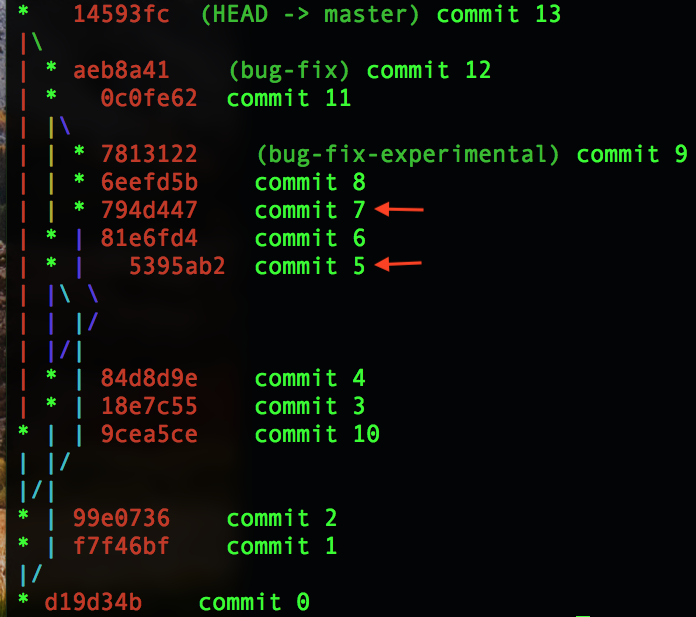 *   14593fc  (HEAD -> master) commit 13
|\
| * aeb8a41    (bug-fix) commit 12
| *   0c0fe62  commit 11
| |\
| | * 7813122    (bug-fix-experimental) commit 9
| | * 6eefd5b    commit 8
| | * 794d447    commit 7
| * | 81e6fd4    commit 6
| * |   5395ab2  commit 5
| |\ \
| | |/
| |/|
| * | 84d8d9e    commit 4
| * | 18e7c55    commit 3
* | | 9cea5ce    commit 10
| |/
|/|
* | 99e0736    commit 2
* | f7f46bf    commit 1
|/
* d19d34b    commit 0